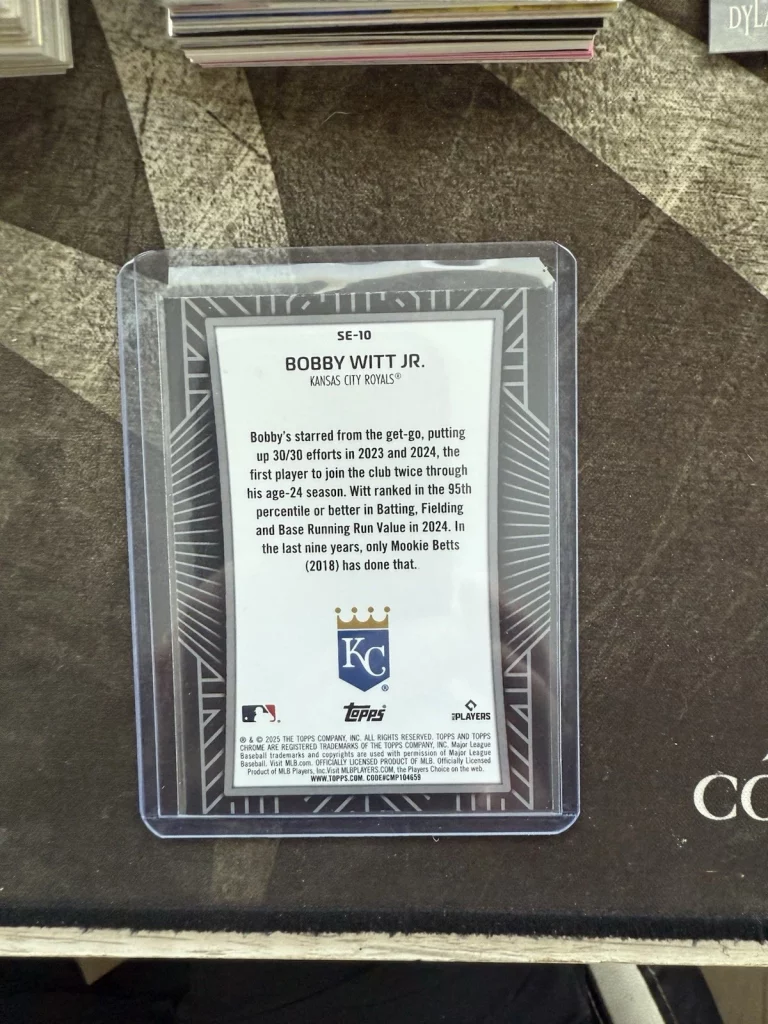 DYLA
SE-10
BOBBY WITT JR.
KANSAS CITY ROYALS®
Bobby's starred from the get-go, putting
up 30/30 efforts in 2023 and 2024, the
first player to join the club twice through
his age-24 season. Witt ranked in the 95th
percentile or better in Batting, Fielding
and Base Running Run Value in 2024. In
the last nine years, only Mookie Betts
(2018) has done that.
KC
®
topps®
PLAYERS
® & © 2025 THE TOPPS COMPANY, INC. ALL RIGHTS RESERVED. TOPPS AND TOPPS
CHROME ARE REGISTERED TRADEMARKS OF THE TOPPS COMPANY, INC. Major League
Baseball trademarks and copyrights are used with permission of Major League
Baseball. Visit MLB.com. OFFICIALLY LICENSED PRODUCT OF MLB. Officially Licensed
Product of MLB Players, Inc. Visit MLBPLAYERS.COM, the Players Choice on the web.
WWW.TOPPS.COM. CODE#CMP104659
CO